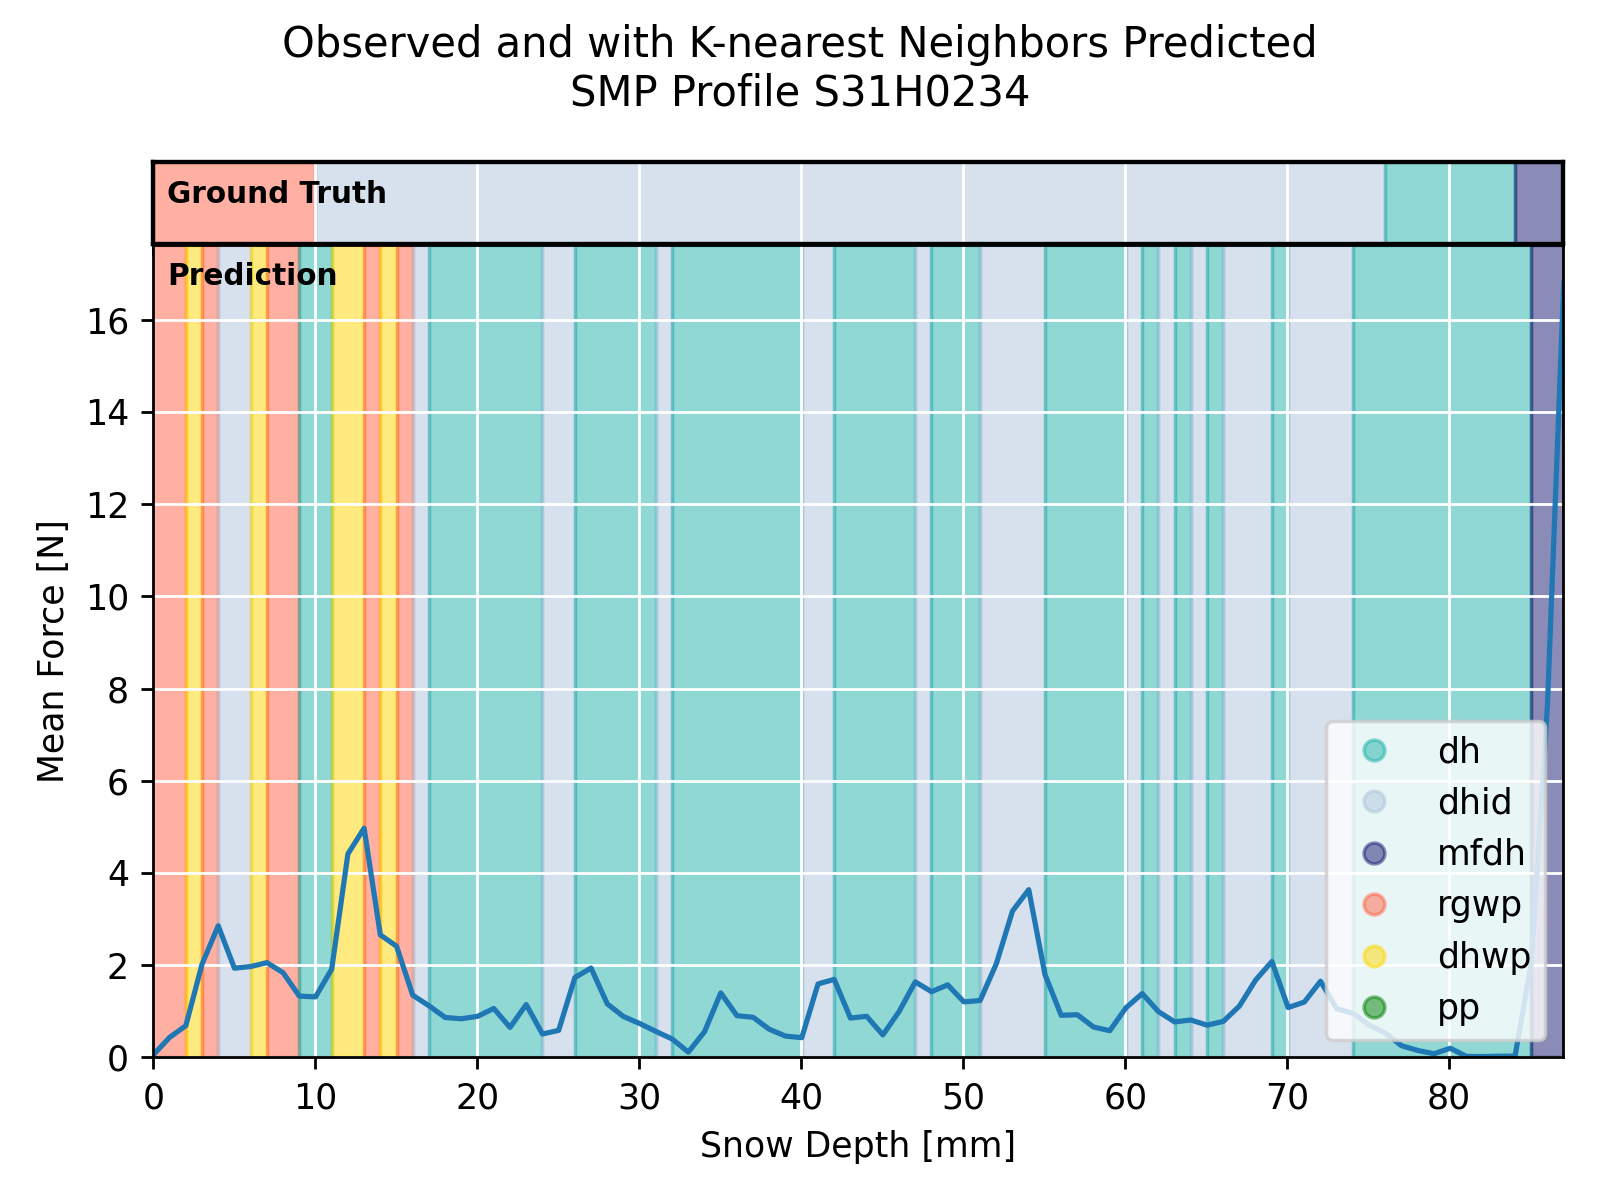 Observed and with K-nearest Neighbors Predicted
SMP Profile S31H0234
Ground Truth
Prediction
16
14
12
10
8
6
4
2
0
Mean Force [N]
dh
dhid
mfdh
rgwp
dhwp
pp
0 10 20 30 40 50 60 70 80
Snow Depth [mm]